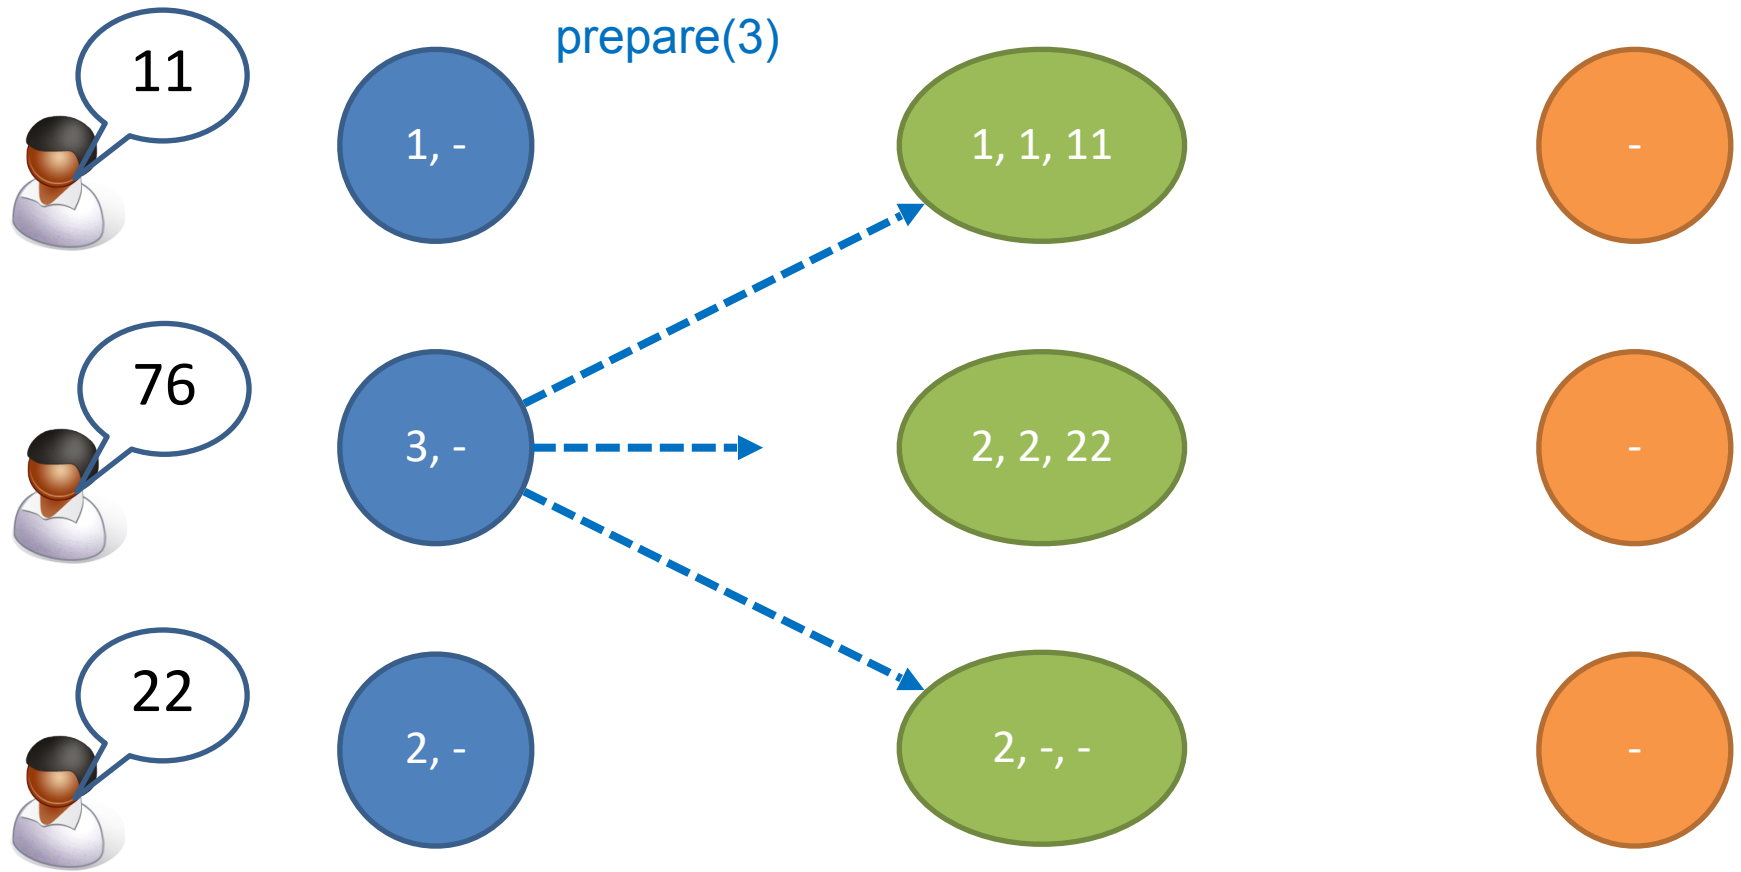 prepare(3)
11
1, -
1, 1, 11
-
76
3, -
2, 2, 22
-
22
2, -
2, -, -
-